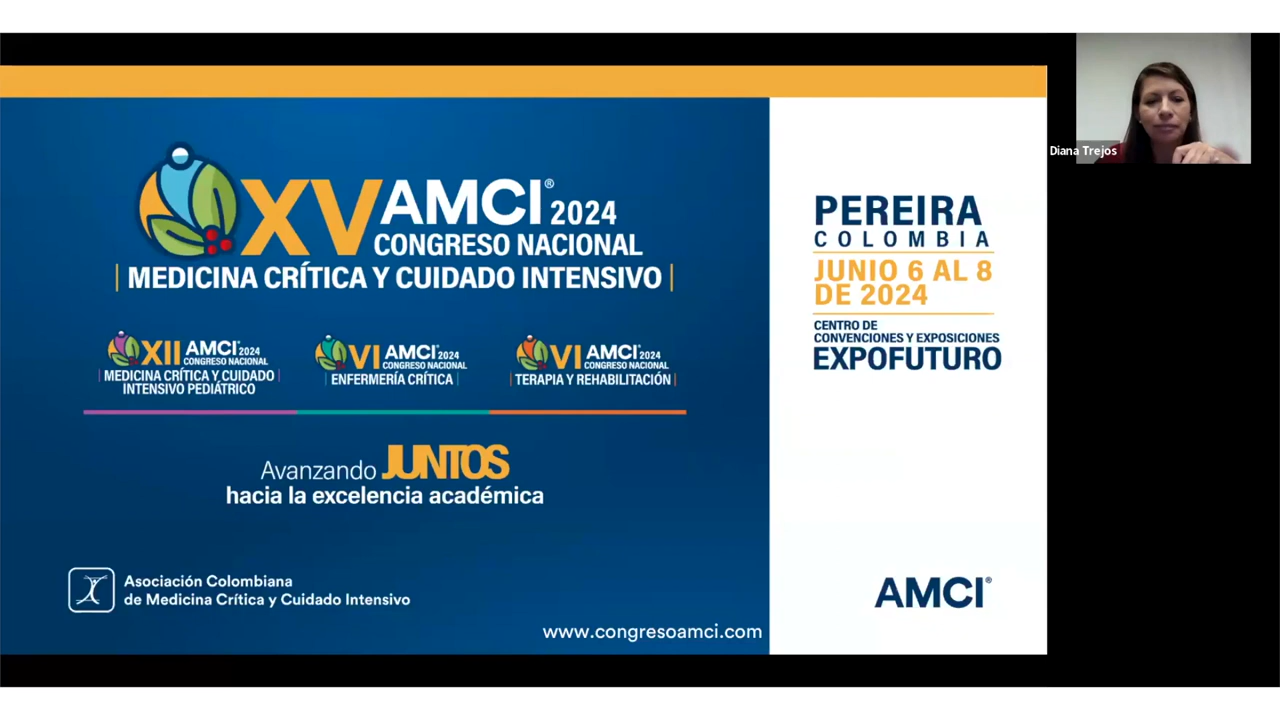 XV AMCI® 2024
CONGRESO NACIONAL
MEDICINA CRÍTICA Y CUIDADO INTENSIVO
XII AMCI® 2024
CONGRESO NACIONAL
MEDICINA CRÍTICA Y CUIDADO
INTENSIVO PEDIÁTRICO
VI AMCI® 2024
CONGRESO NACIONAL
ENFERMERÍA CRÍTICA
VI AMCI® 2024
CONGRESO NACIONAL
TERAPIA Y REHABILITACIÓN
Avanzando JUNTOS
hacia la excelencia académica
Asociación Colombiana
de Medicina Crítica y Cuidado Intensivo
www.congresoamci.com
PEREIRA
COLOMBIA
JUNIO 6 AL 8
DE 2024
CENTRO DE
CONVENCIONES Y EXPOSICIONES
EXPOFUTURO
AMCI®
Diana Trejos